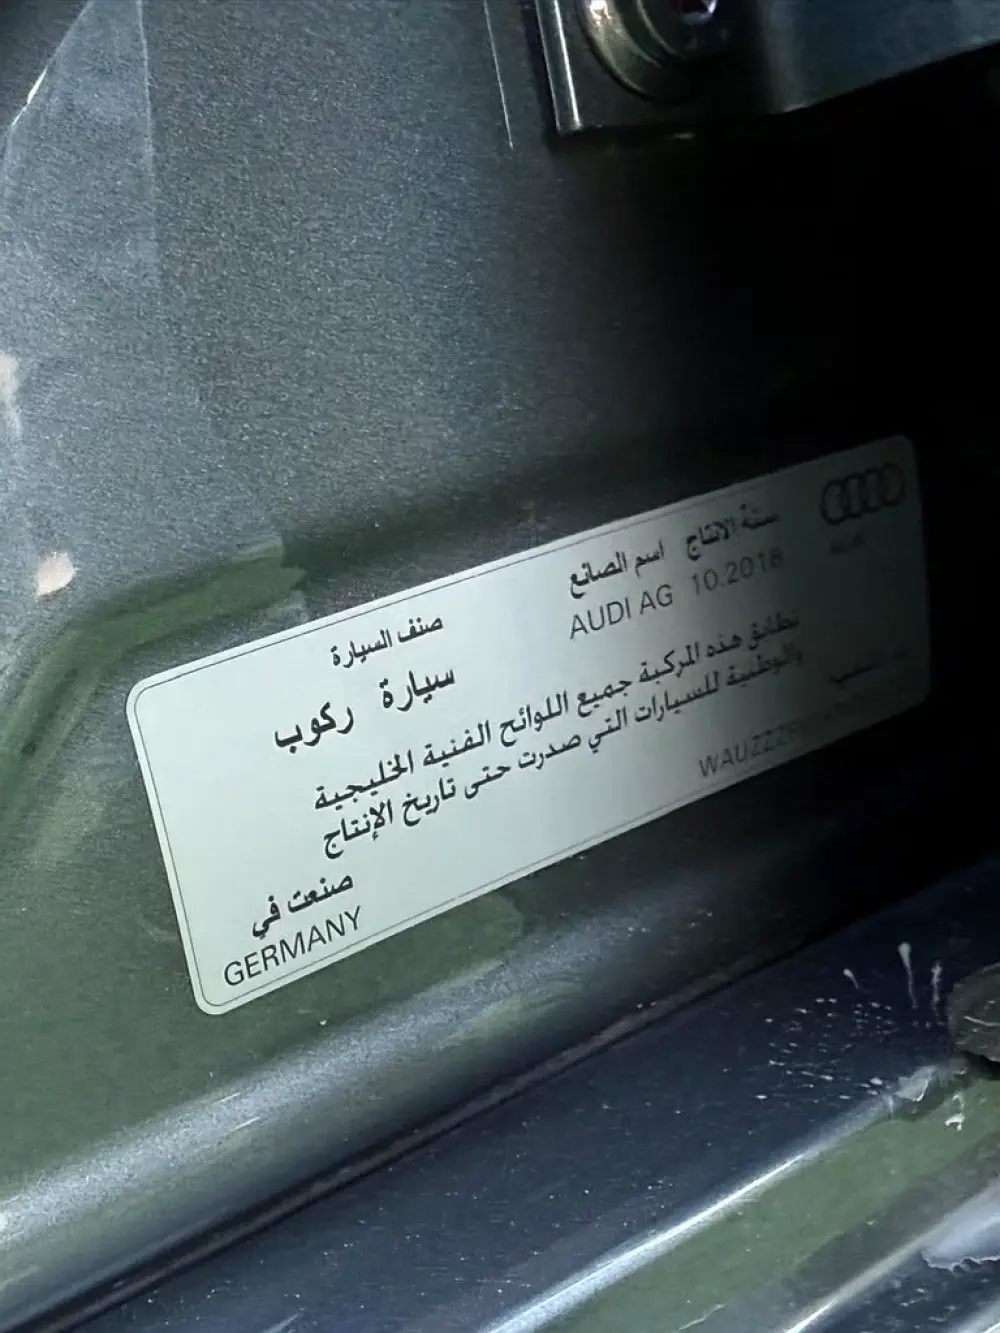 سنة الإنتاج اسم الصانع
10.2018 AUDI AG
صنف السيارة
سيارة ركوب
تطابق هذه المركبة جميع اللوائح الفنية الخليجية
والوطنية للسيارات التي صدرت حتى تاريخ الإنتاج
WAUZZZF
صنعت في
GERMANY